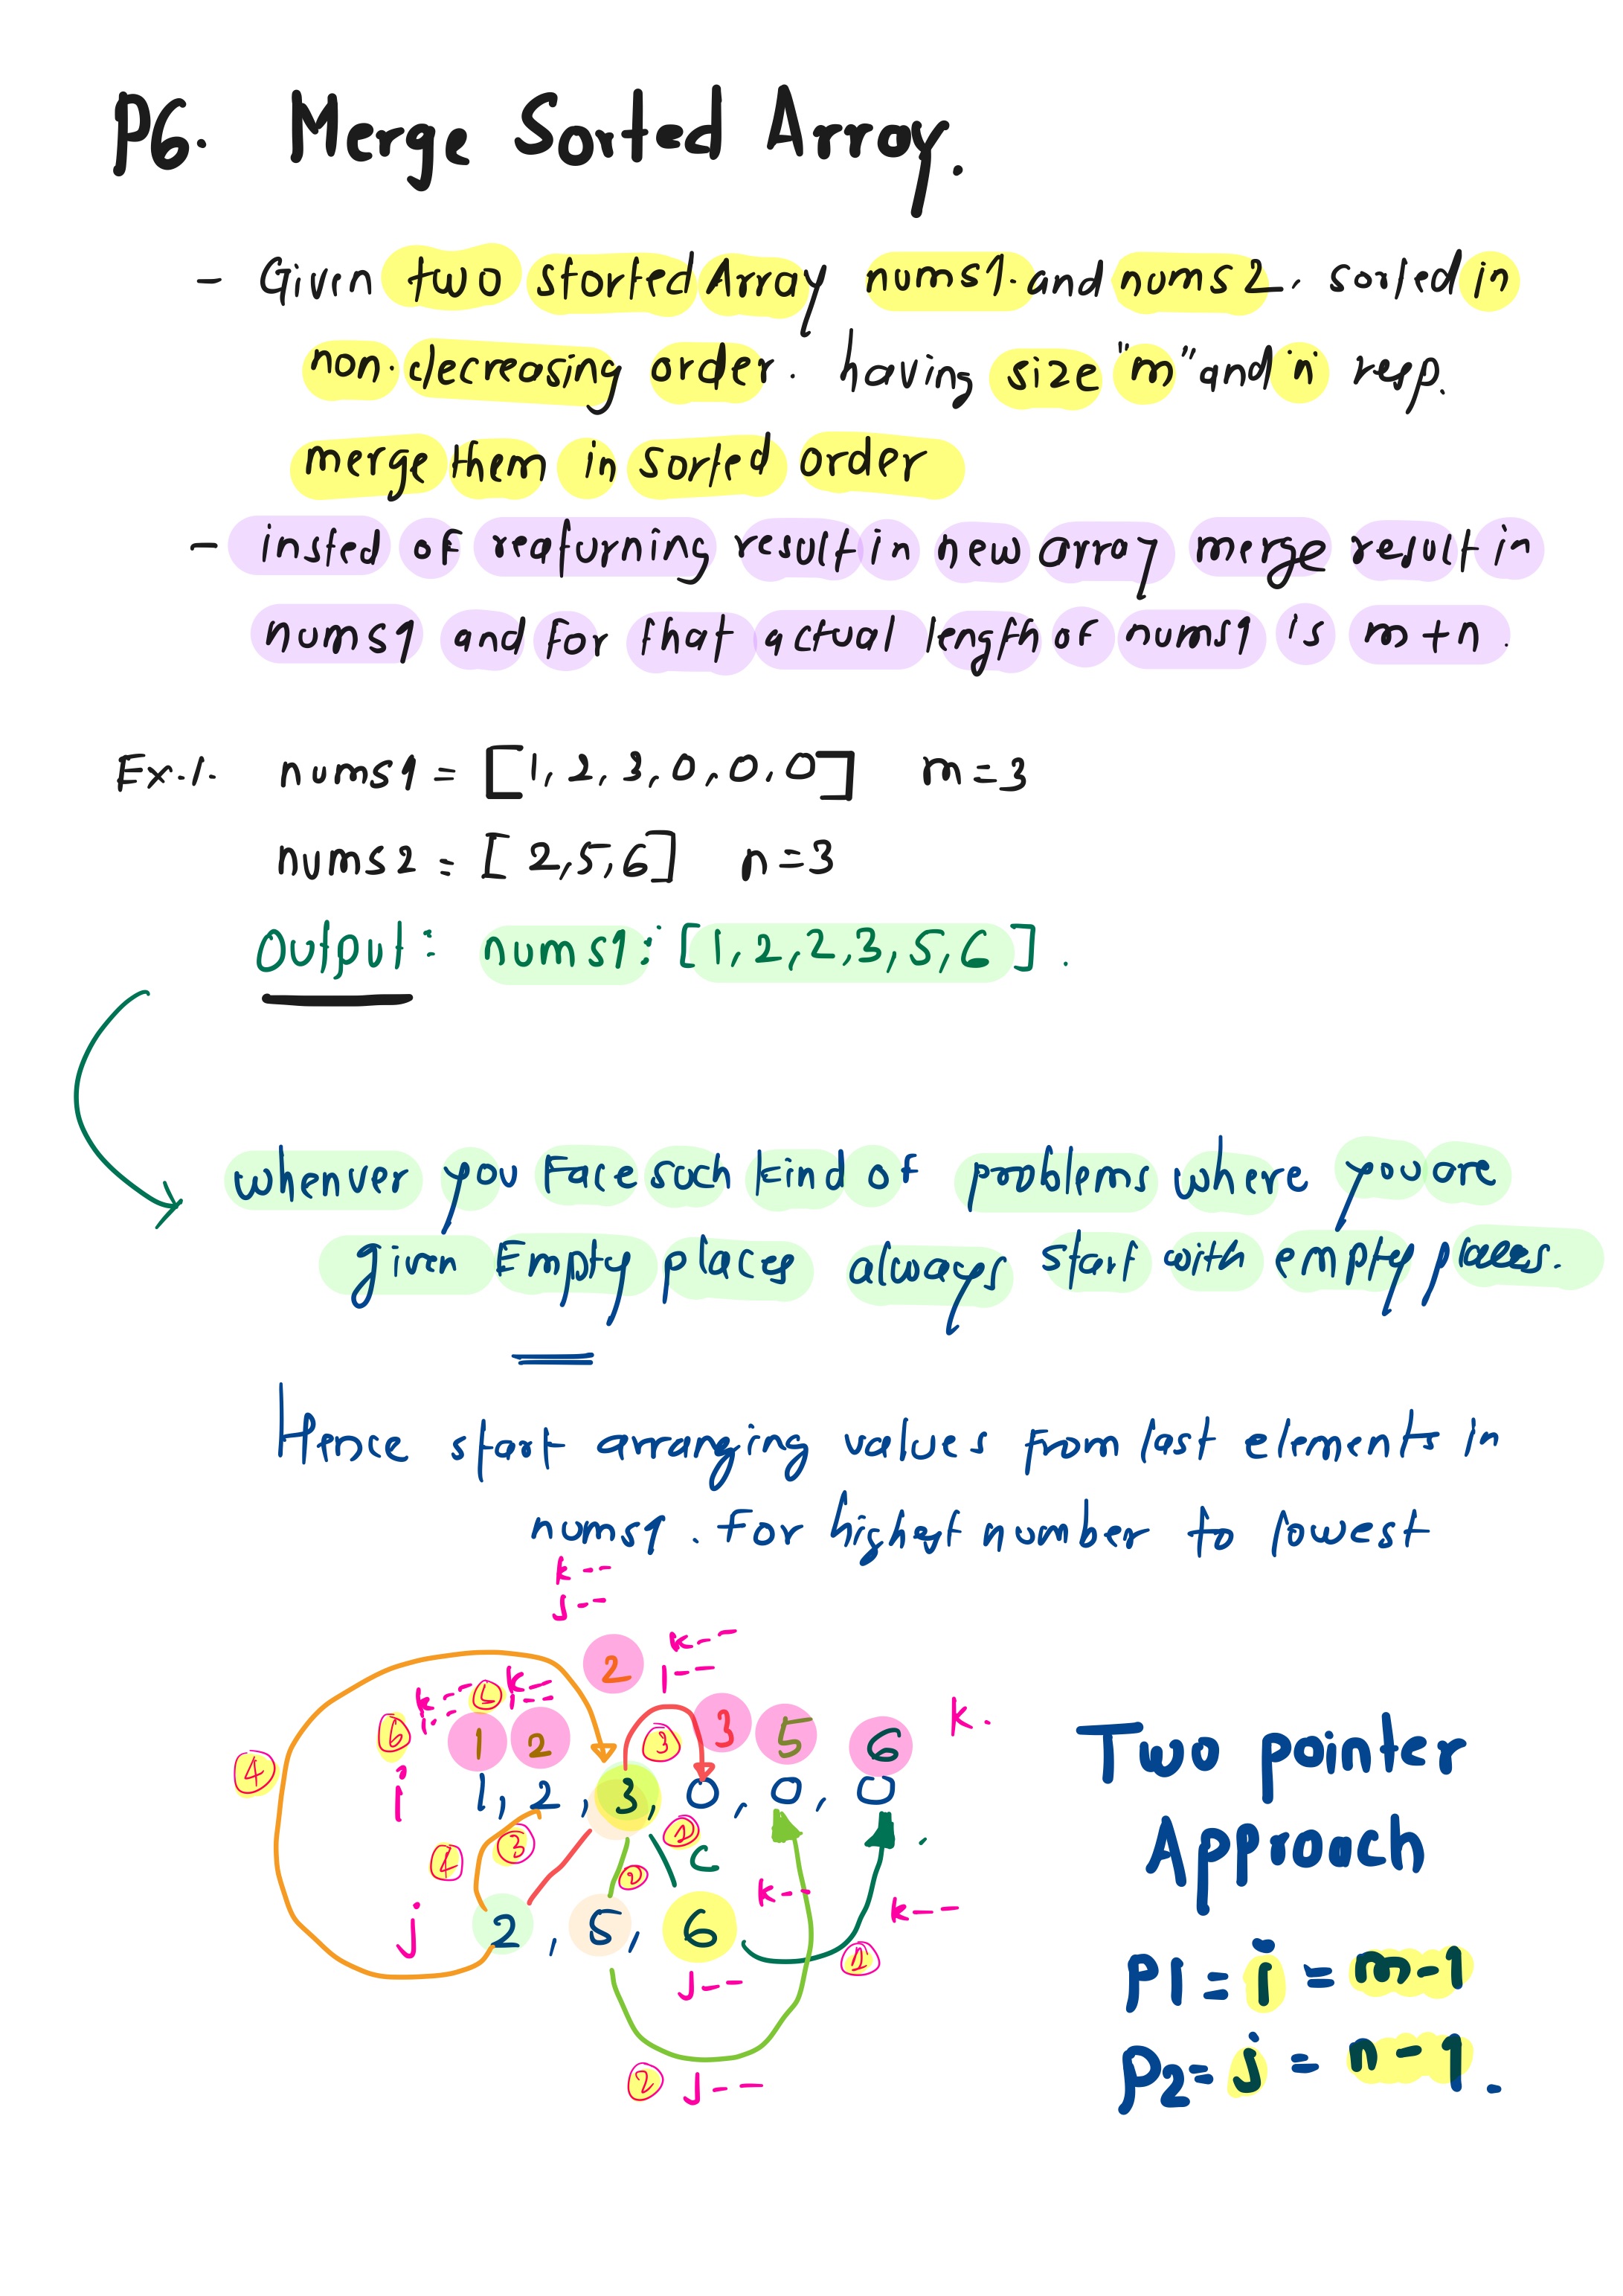 P6. Merge Sorted Array.
- Given two storted Array nums1. and nums2. sorted in
non-decreasing order. having size "m" and "n" resp.
merge them in sorted order
- insted of reaturning result in new array merge result in
nums1 and for that actual length of nums1 is m+n.
Ex.1. nums1 = [1, 2, 3, 0, 0, 0] m=3
nums2 = [2,5,6] n=3
Output: nums1: [1,2,2,3,5,6].
whenver you Face such kind of problems where you are
given Empty places always start with empty places.
Hence start arranging values from last elements in
nums1. For highest number to lowest
k--
j--
2 k--
i--
k-- 5 k--
i-- i--
6 1 2 3 3 5 6 k.
4
i 1, 2, 3, 0, 0, 0
4 3 2 1 c
k-- k--
j 2, 5, 6
j-- 1
2 j--
Two pointer
Approach
P1 = i = m-1
P2 = j = n-1.